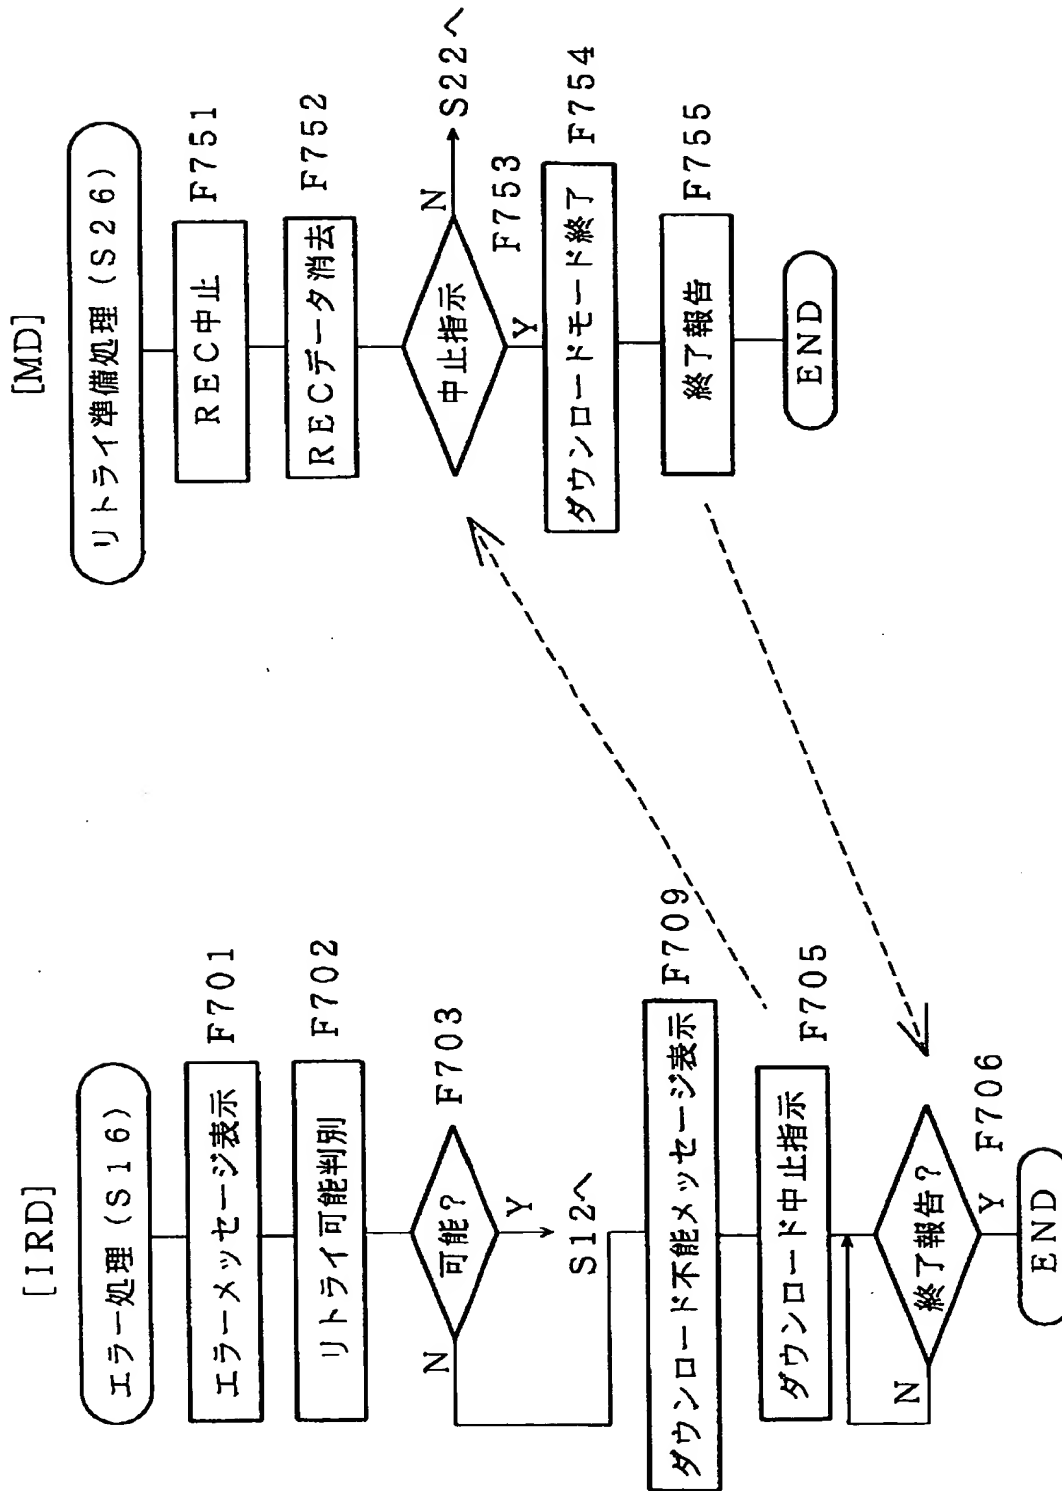 [IRD]
エラー処理(S16)
エラーメッセージ表示
F701
リトライ可能判別
F702
可能?
F703
N
Y
S12へ
ダウンロード不能メッセージ表示
F709
ダウンロード中止指示
F705
終了報告?
F706
N
Y
END
[MD]
リトライ準備処理(S26)
REC中止
F751
RECデータ消去
F752
中止指示
F753
N
S22へ
Y
ダウンロードモード終了
F754
終了報告
F755
END